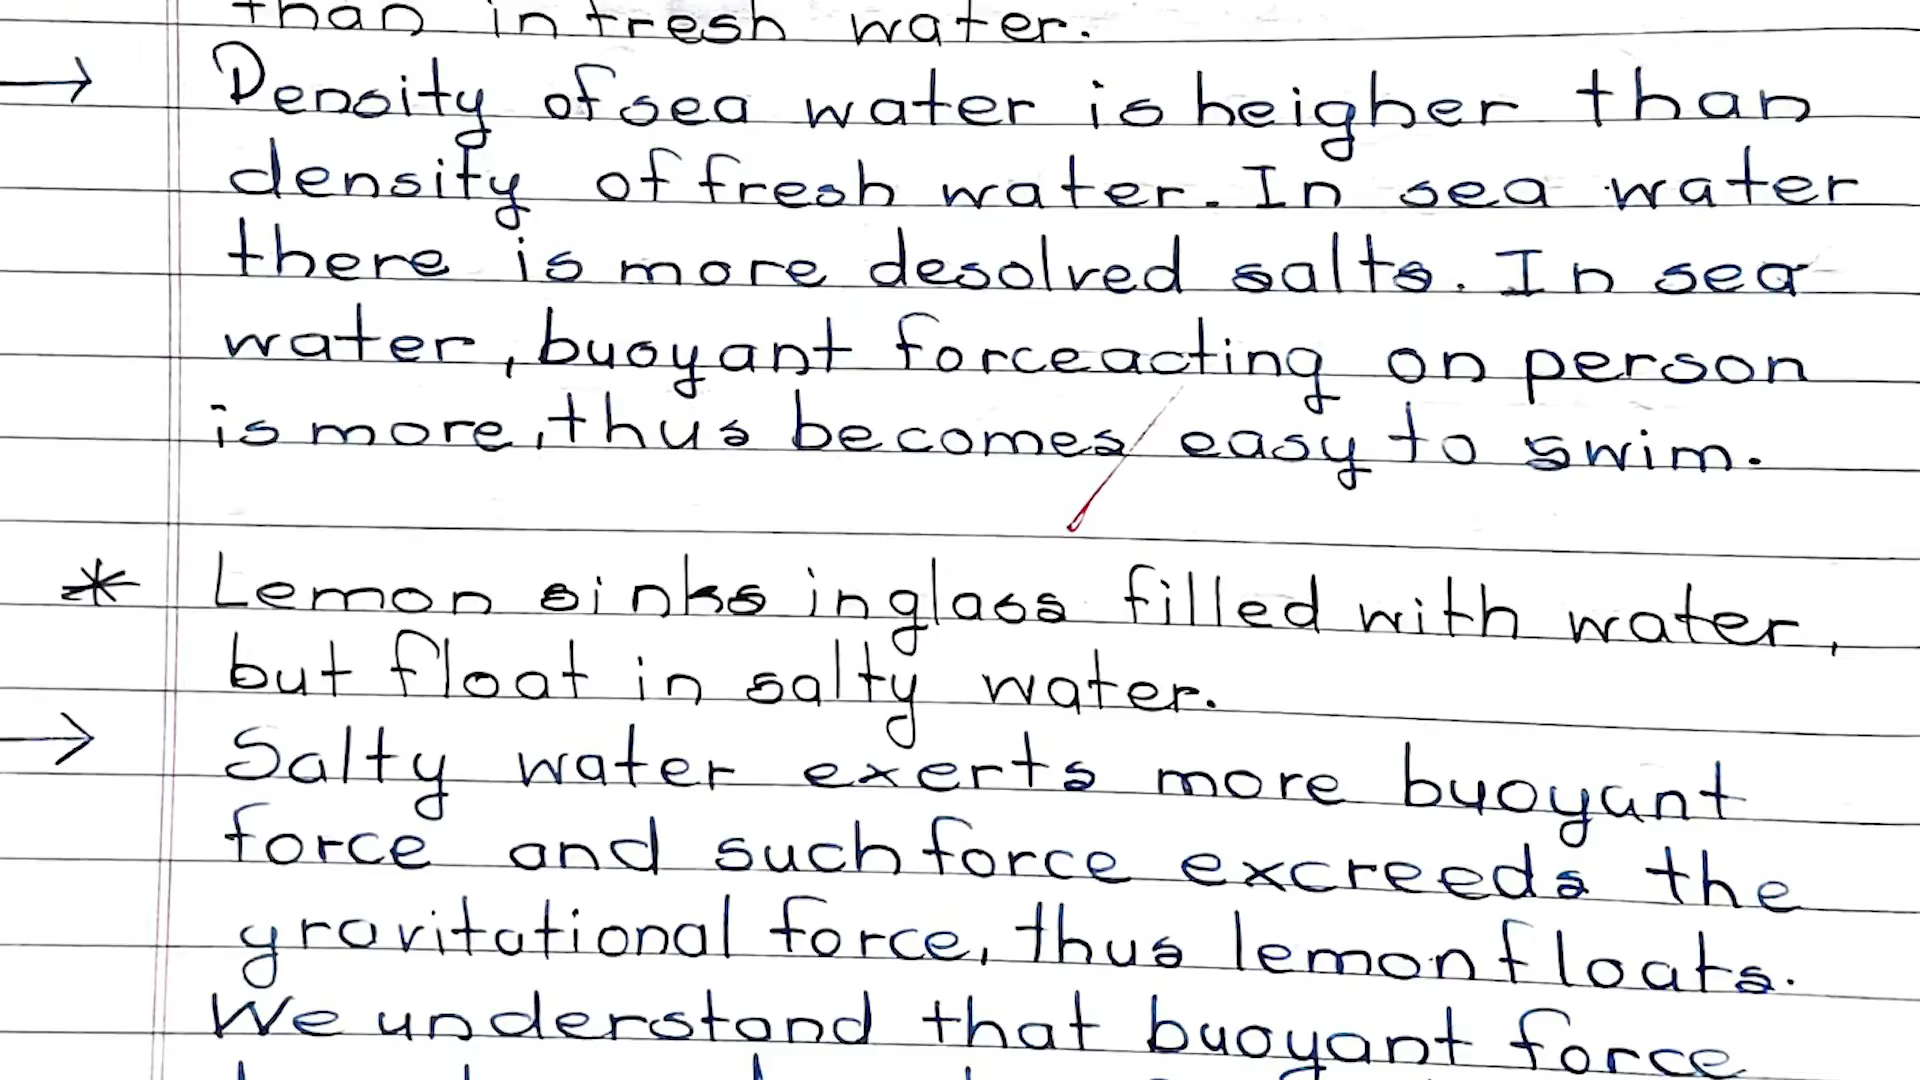 than in fresh water.
→ Density of sea water is heigher than
density of fresh water. In sea water
there is more desolved salts. In sea
water, buoyant force acting on person
is more, thus becomes easy to swim.
* Lemon sinks in glass filled with water,
but float in salty water.
→ Salty water exerts more buoyant
force and such force excreeds the
gravitational force, thus lemon floats.
We understand that buoyant force